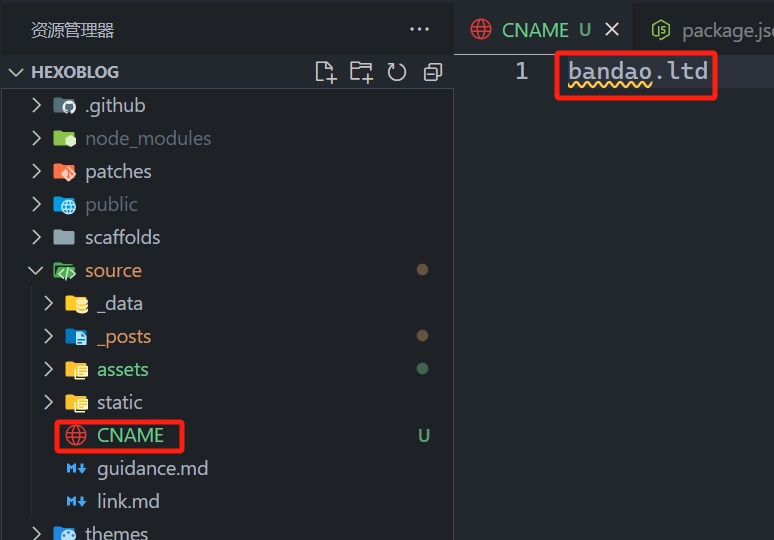 资源管理器
HEXOBLOG
.github
node_modules
patches
public
scaffolds
source
_data
_posts
assets
static
CNAME U
guidance.md
link.md
themes
CNAME U
package.jso
1 bandao.ltd